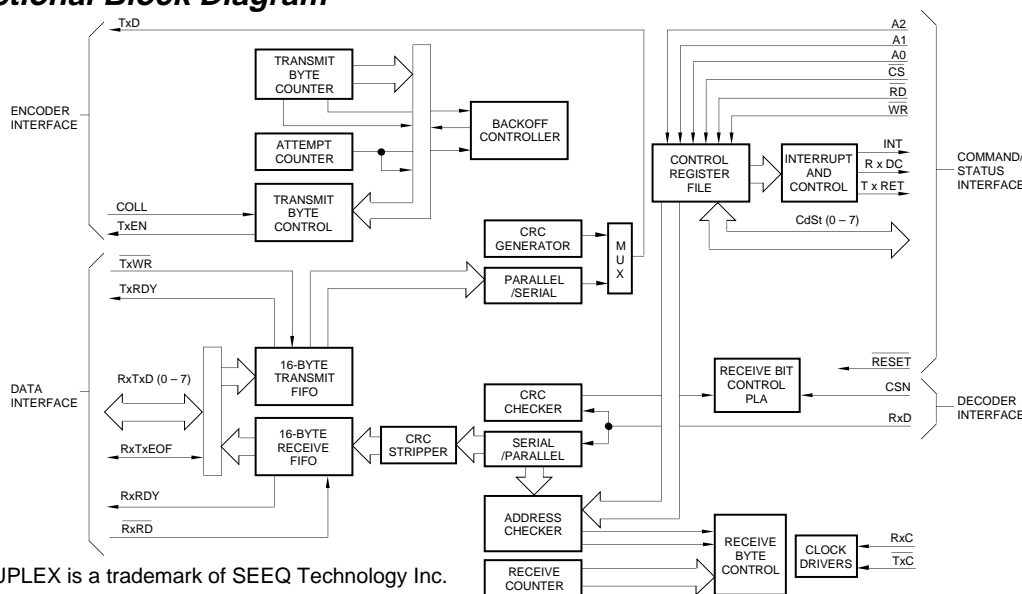 ctional Block Diagram
TxD
TRANSMIT
BYTE
COUNTER
ENCODER
INTERFACE
ATTEMPT
COUNTER
BACKOFF
CONTROLLER
TRANSMIT
BYTE
CONTROL
COLL
TxEN
A2
A1
A0
CS
RD
WR
CONTROL
REGISTER
FILE
INTERRUPT
AND
CONTROL
INT
R x DC
T x RET
COMMAND/
STATUS
INTERFACE
CdSt (0 – 7)
CRC
GENERATOR
PARALLEL
/SERIAL
MUX
TxWR
TxRDY
DATA
INTERFACE
RxTxD (0 – 7)
16-BYTE
TRANSMIT
FIFO
16-BYTE
RECEIVE
FIFO
RxTxEOF
RxRDY
RxRD
CRC
STRIPPER
CRC
CHECKER
SERIAL
/PARALLEL
RECEIVE BIT
CONTROL
PLA
RESET
CSN
RxD
DECODER
INTERFACE
ADDRESS
CHECKER
RECEIVE
COUNTER
RECEIVE
BYTE
CONTROL
CLOCK
DRIVERS
RxC
TxC
UPLEX is a trademark of SEEQ Technology Inc.